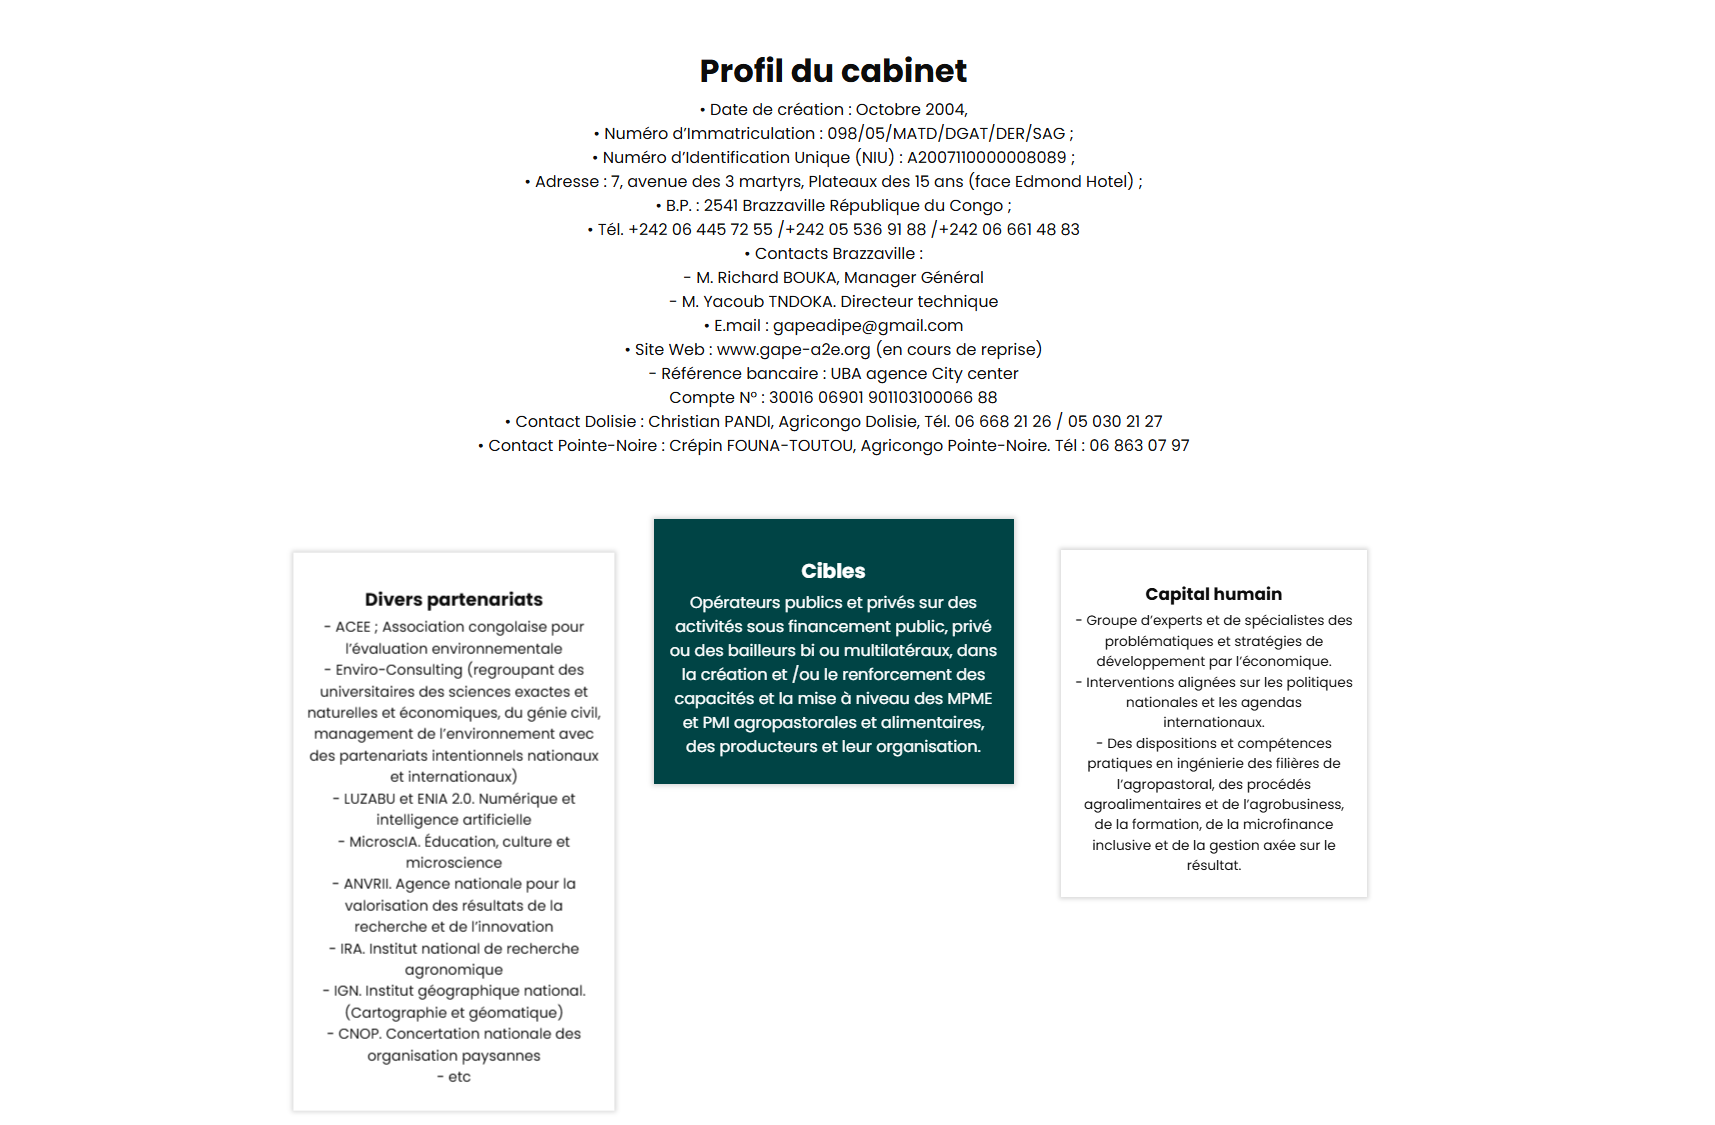 Profil du cabinet
• Date de création : Octobre 2004,
• Numéro d’Immatriculation : 098/05/MATD/DGAT/DER/SAG ;
• Numéro d’Identification Unique (NIU) : A2007110000008089 ;
• Adresse : 7, avenue des 3 martyrs, Plateaux des 15 ans (face Edmond Hotel) ;
• B.P. : 2541 Brazzaville République du Congo ;
• Tél. +242 06 445 72 55 /+242 05 536 91 88 /+242 06 661 48 83
• Contacts Brazzaville :
- M. Richard BOUKA, Manager Général
- M. Yacoub TNDOKA. Directeur technique
• E.mail : gapeadipe@gmail.com
• Site Web : www.gape-a2e.org (en cours de reprise)
- Référence bancaire : UBA agence City center
Compte N° : 30016 06901 901103100066 88
• Contact Dolisie : Christian PANDI, Agricongo Dolisie, Tél. 06 668 21 26 / 05 030 21 27
• Contact Pointe-Noire : Crépin FOUNA-TOUTOU, Agricongo Pointe-Noire. Tél : 06 863 07 97
Divers partenariats
- ACEE ; Association congolaise pour
l’évaluation environnementale
- Enviro-Consulting (regroupant des
universitaires des sciences exactes et
naturelles et économiques, du génie civil,
management de l’environnement avec
des partenariats intentionnels nationaux
et internationaux)
- LUZABU et ENIA 2.0. Numérique et
intelligence artificielle
- MicroscIA. Éducation, culture et
microscience
- ANVRII. Agence nationale pour la
valorisation des résultats de la
recherche et de l’innovation
- IRA. Institut national de recherche
agronomique
- IGN. Institut géographique national.
(Cartographie et géomatique)
- CNOP. Concertation nationale des
organisation paysannes
- etc
Cibles
Opérateurs publics et privés sur des
activités sous financement public, privé
ou des bailleurs bi ou multilatéraux, dans
la création et /ou le renforcement des
capacités et la mise à niveau des MPME
et PMI agropastorales et alimentaires,
des producteurs et leur organisation.
Capital humain
- Groupe d’experts et de spécialistes des
problématiques et stratégies de
développement par l’économique.
- Interventions alignées sur les politiques
nationales et les agendas
internationaux.
- Des dispositions et compétences
pratiques en ingénierie des filières de
l’agropastoral, des procédés
agroalimentaires et de l’agrobusiness,
de la formation, de la microfinance
inclusive et de la gestion axée sur le
résultat.